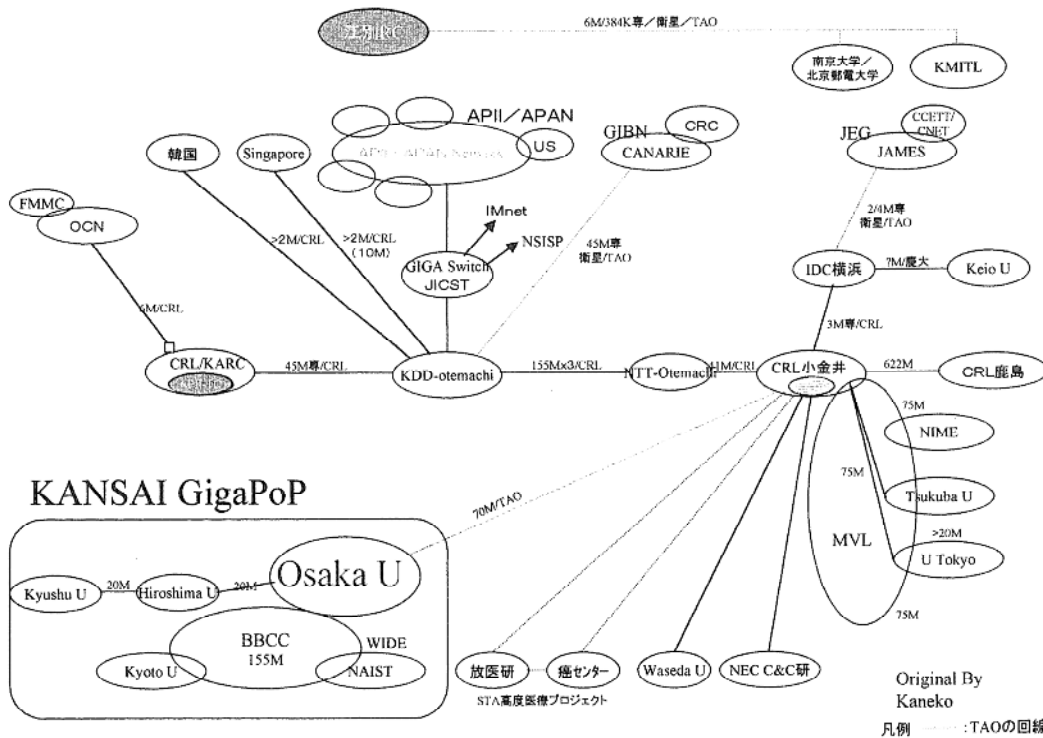 6M/384K専／衛星／TAO
江別IRC
南京大学／
北京郵電大学
KMITL
APII／APAN
US
GIBN
CRC
CANARIE
JEG
CCETT/
CNET
JAMES
韓国
Singapore
FMMC
OCN
IMnet
NSISP
>2M/CRL
>2M/CRL
(10M)
GIGA Switch
JICST
45M専
衛星/TAO
2/4M専
衛星/TAO
IDC横浜
?M/慶大
Keio U
6M/CRL
3M専/CRL
CRL/KARC
45M専/CRL
KDD-otemachi
155M×3/CRL
NTT-Otemachi
CRL小金井
622M
CRL鹿島
75M
NIME
75M
Tsukuba U
>20M
U Tokyo
MVL
75M
70M/TAO
KANSAI GigaPoP
Osaka U
Kyushu U
20M
Hiroshima U
20M
BBCC
155M
WIDE
Kyoto U
NAIST
放医研
癌センター
Waseda U
NEC C&C研
STA高度医療プロジェクト
Original By
Kaneko
凡例
:TAOの回線